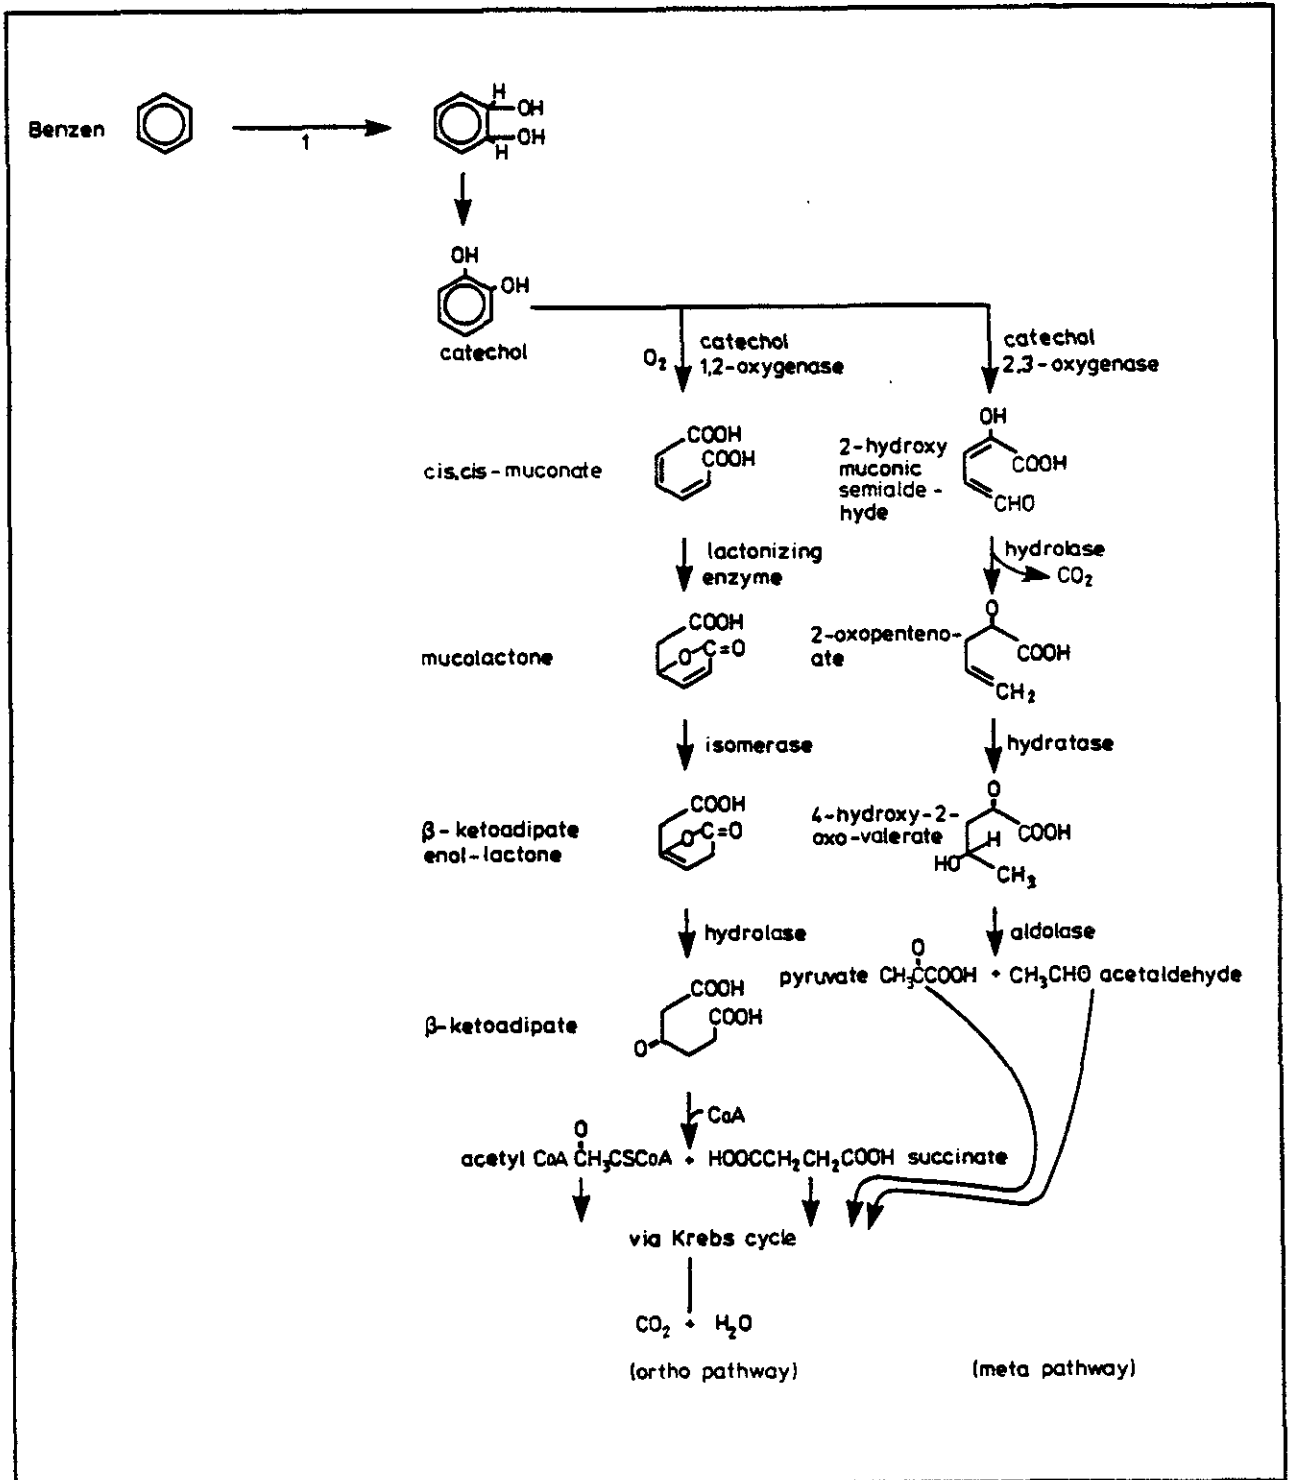 Benzen
1
H
OH
OH
H
OH
OH
catechol
O₂
catechol
1,2-oxygenase
catechol
2,3-oxygenase
cis,cis-muconate
COOH
COOH
2-hydroxy
muconic
semialde-
hyde
OH
COOH
CHO
lactonizing
enzyme
hydrolase
CO₂
mucolactone
COOH
O C=O
2-oxopenteno-
ate
O
COOH
CH₂
isomerase
hydratase
β-ketoadipate
enol-lactone
COOH
O C=O
4-hydroxy-2-
oxo-valerate
O
COOH
H
HO
CH₃
hydrolase
aldolase
O
pyruvate CH₃CCOOH + CH₃CHO acetaldehyde
β-ketoadipate
COOH
COOH
O
CoA
O
acetyl CoA CH₃CSCoA + HOOCCH₂CH₂COOH succinate
via Krebs cycle
CO₂ + H₂O
(ortho pathway)
(meta pathway)